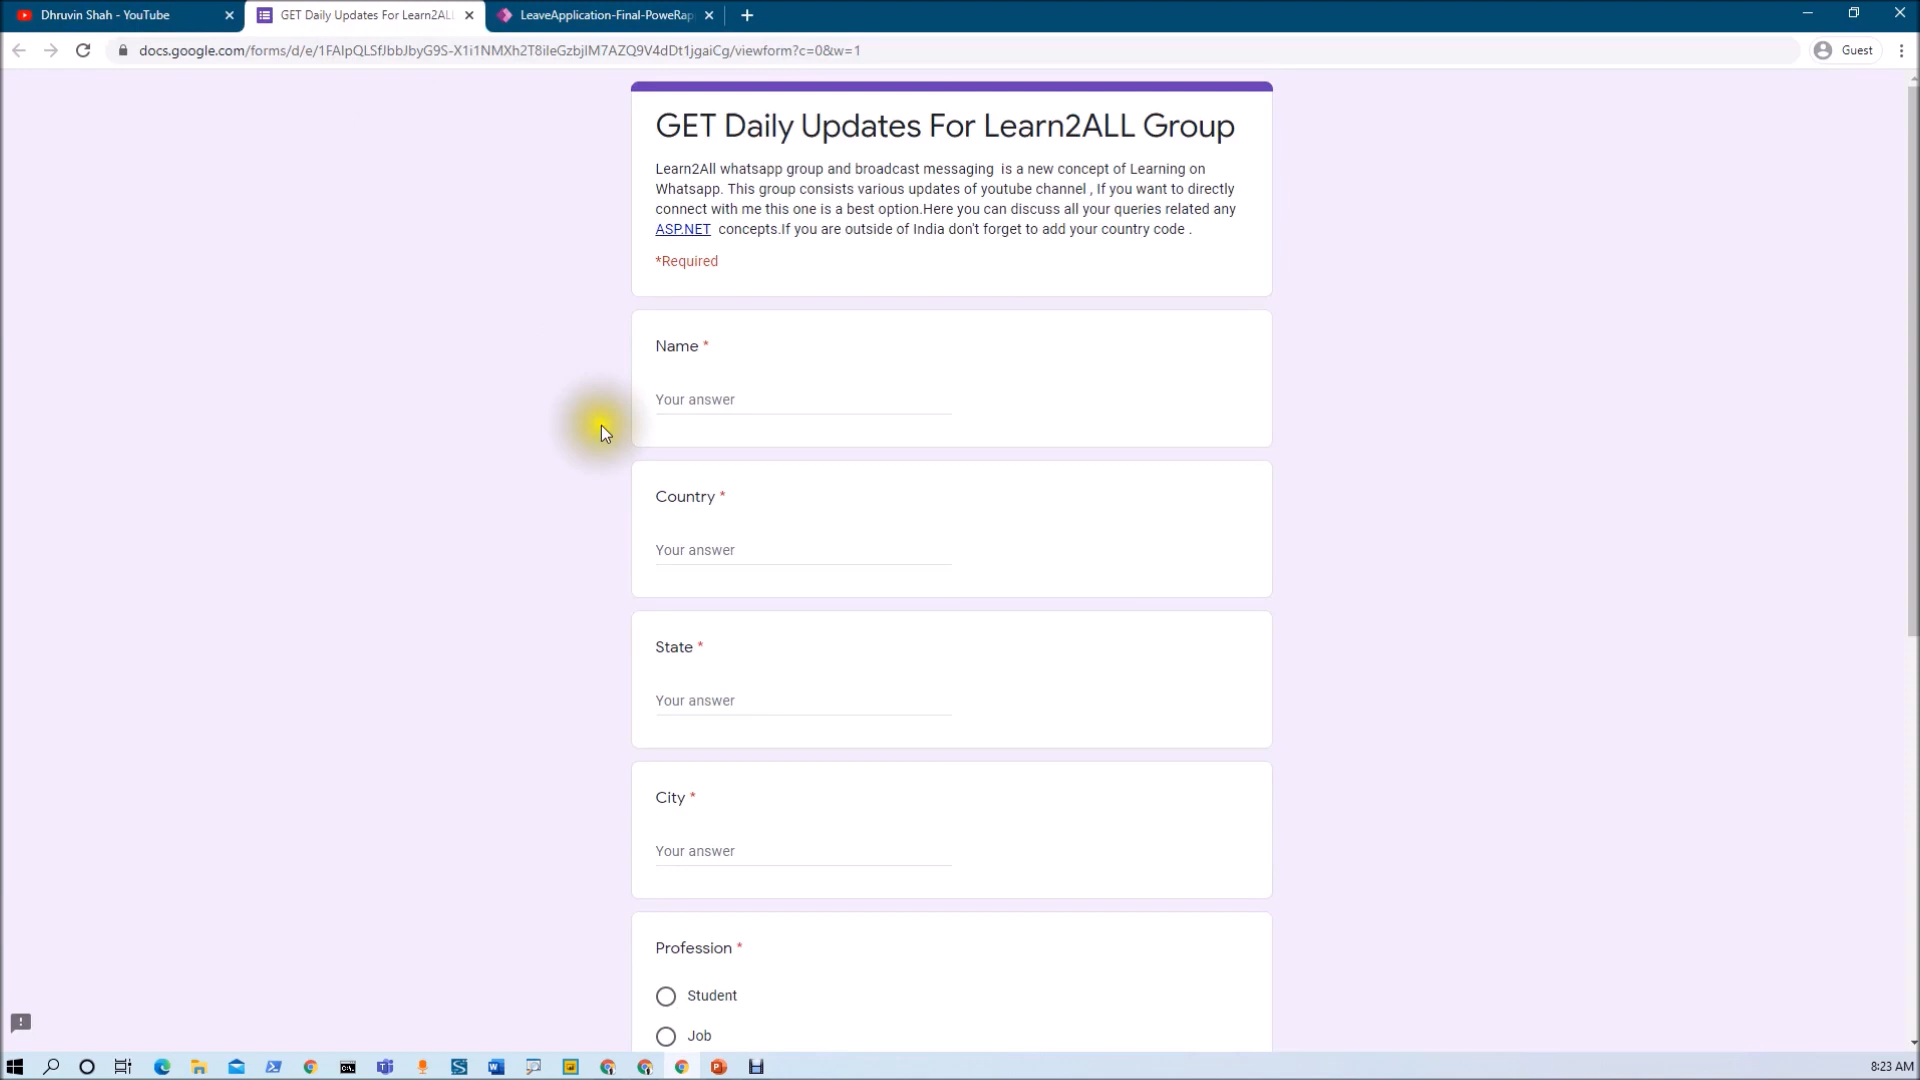 Dhruvin Shah - YouTube
GET Daily Updates For Learn2ALL
LeaveApplication-Final-PoweRap
docs.google.com/forms/d/e/1FAIpQLSfJbbJbyG9S-X1i1NMXh2T8iIeGzbjIM7AZQ9V4dDt1jgaiCg/viewform?c=0&w=1
Guest
GET Daily Updates For Learn2ALL Group
Learn2All whatsapp group and broadcast messaging  is a new concept of Learning on
Whatsapp. This group consists various updates of youtube channel , If you want to directly
connect with me this one is a best option.Here you can discuss all your queries related any
ASP.NET  concepts.If you are outside of India don't forget to add your country code .
*Required
Name *
Your answer
Country *
Your answer
State *
Your answer
City *
Your answer
Profession *
Student
Job
8:23 AM